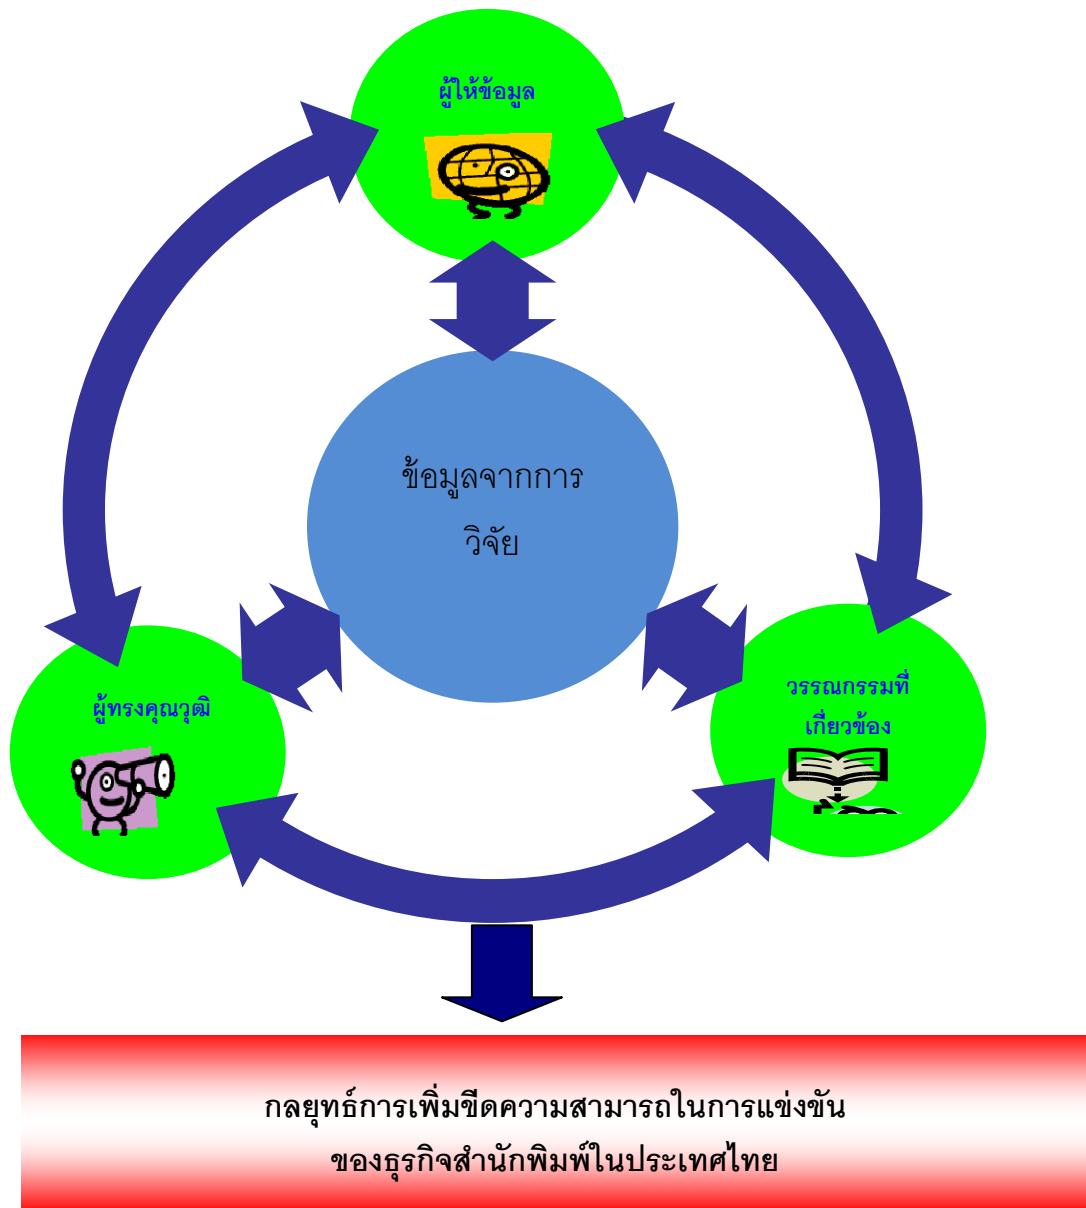 ผู้ให้ข้อมูล
ข้อมูลจากการ
วิจัย
ผู้ทรงคุณวุฒิ
วรรณกรรมที่
เกี่ยวข้อง
กลยุทธ์การเพิ่มขีดความสามารถในการแข่งขัน
ของธุรกิจสำนักพิมพ์ในประเทศไทย